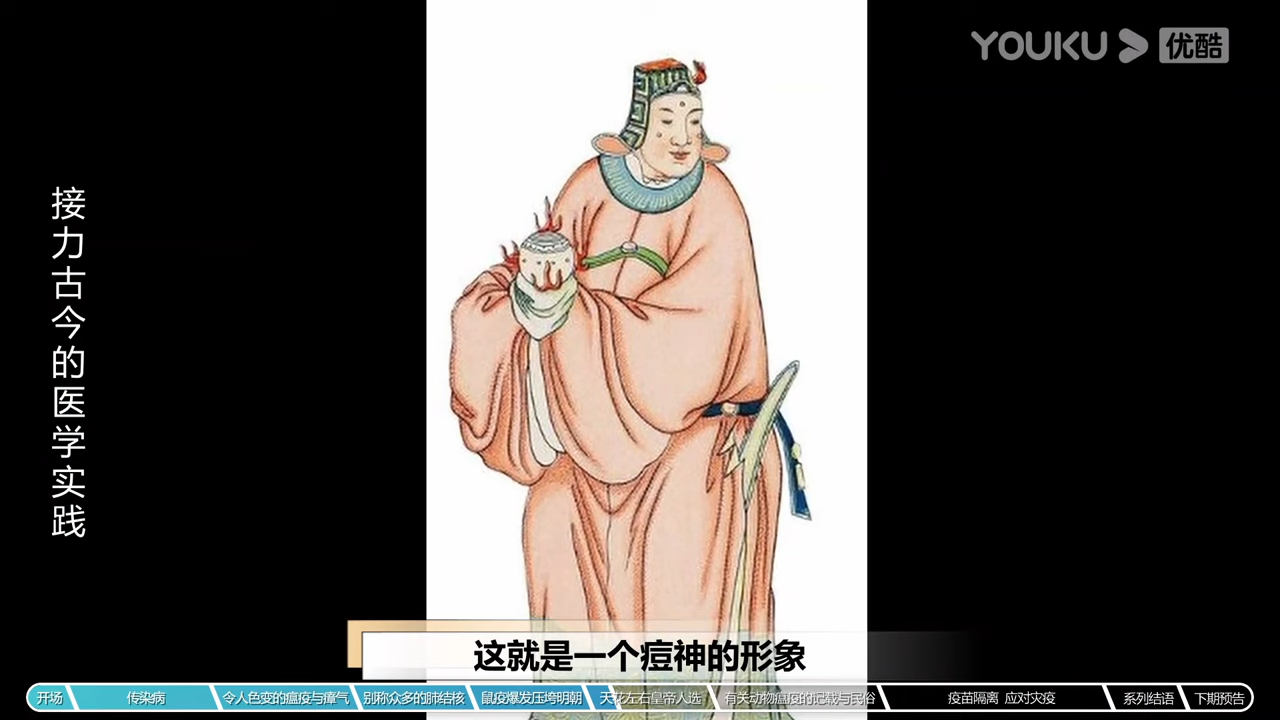 YOUKU 优酷
接力古今的医学实践
这就是一个痘神的形象
开场 传染病 令人色变的瘟疫与瘴气 别称众多的肺结核 鼠疫爆发压垮明朝 天花左右皇帝人选 有关动物瘟疫的记载与民俗 疫苗隔离 应对灾疫 系列结语 下期预告